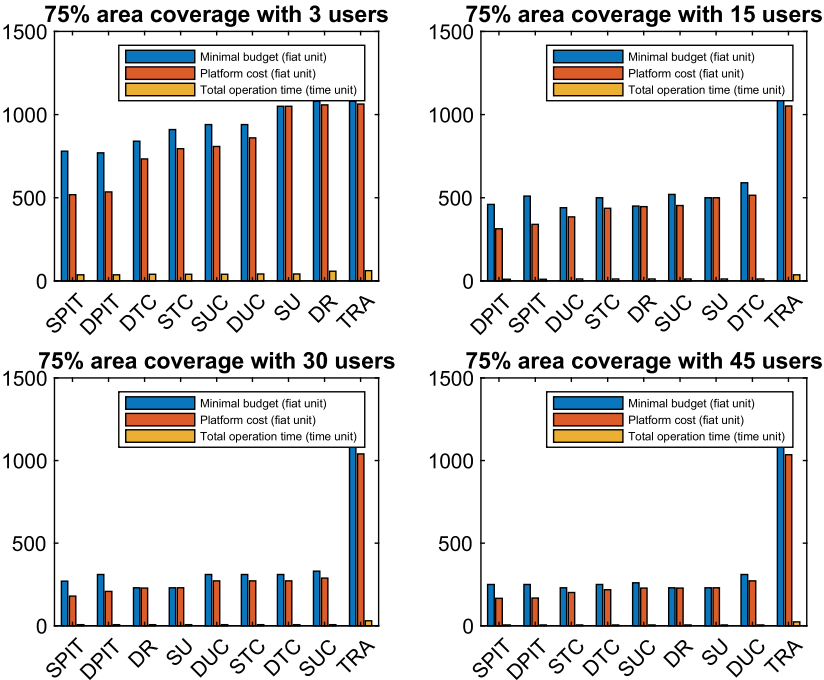 75% area coverage with 3 users
1500
1000
500
0
Minimal budget (fiat unit)
Platform cost (fiat unit)
Total operation time (time unit)
SPIT DPIT DTC STC SUC DUC SU DR TRA
75% area coverage with 15 users
1500
1000
500
0
Minimal budget (fiat unit)
Platform cost (fiat unit)
Total operation time (time unit)
DPIT SPIT DUC STC DR SUC SU DTC TRA
75% area coverage with 30 users
1500
1000
500
0
Minimal budget (fiat unit)
Platform cost (fiat unit)
Total operation time (time unit)
SPIT DPIT DR SU DUC STC DTC SUC TRA
75% area coverage with 45 users
1500
1000
500
0
Minimal budget (fiat unit)
Platform cost (fiat unit)
Total operation time (time unit)
SPIT DPIT STC DTC SUC DR SU DUC TRA